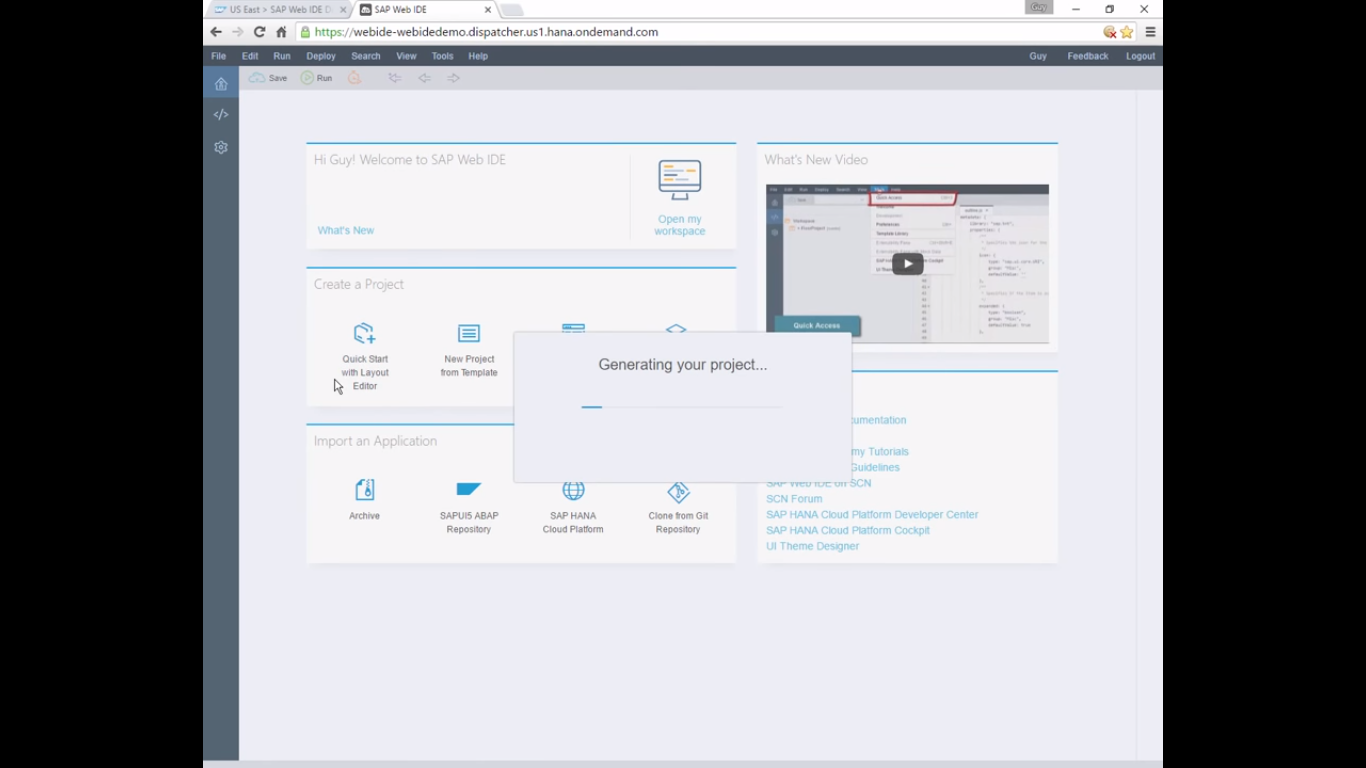 US East > SAP Web IDE D
SAP Web IDE
Guy
https://webide-webidedemo.dispatcher.us1.hana.ondemand.com
File Edit Run Deploy Search View Tools Help
Guy Feedback Logout
Save Run
Hi Guy! Welcome to SAP Web IDE
What's New
Open my
workspace
Create a Project
Quick Start
with Layout
Editor
New Project
from Template
Generating your project...
Import an Application
Archive
SAPUI5 ABAP
Repository
SAP HANA
Cloud Platform
Clone from Git
Repository
What's New Video
Quick Access
Quick Access
umentation
my Tutorials
Guidelines
SAP Web IDE on SCN
SCN Forum
SAP HANA Cloud Platform Developer Center
SAP HANA Cloud Platform Cockpit
UI Theme Designer